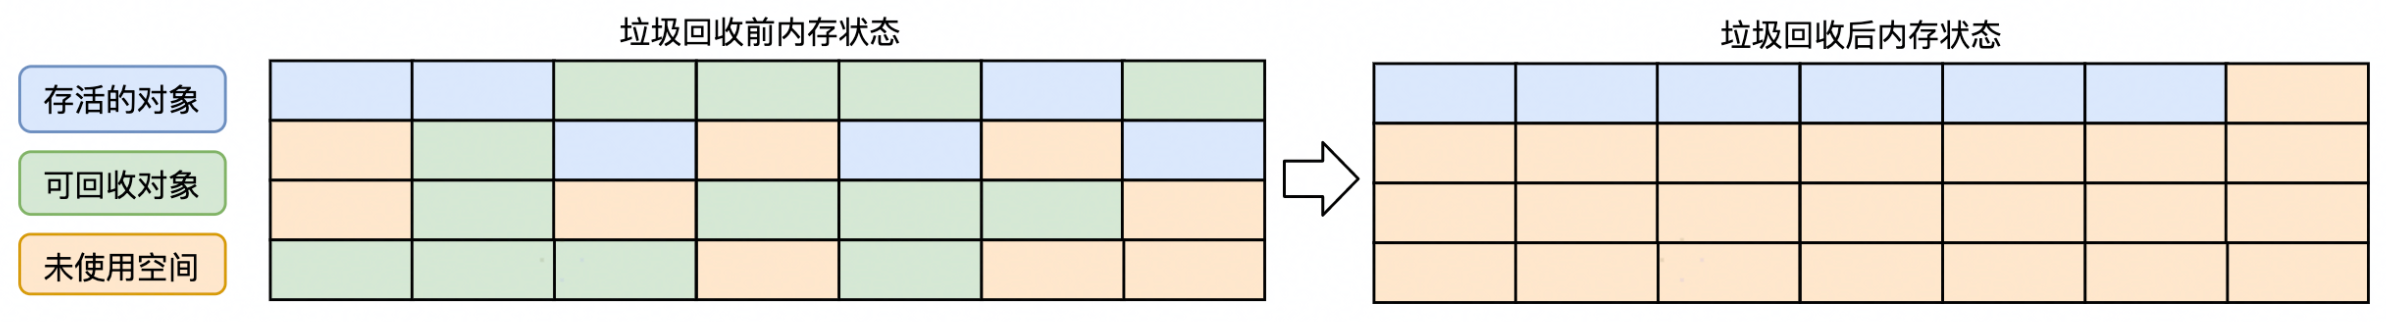 垃圾回收前内存状态
垃圾回收后内存状态
存活的对象
可回收对象
未使用空间